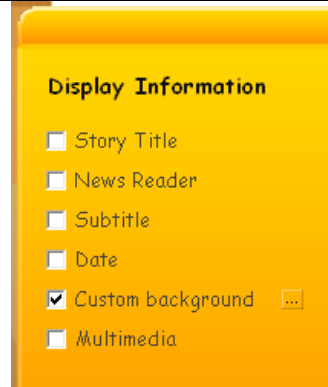 Display Information
Story Title
News Reader
Subtitle
Date
Custom background ...
Multimedia